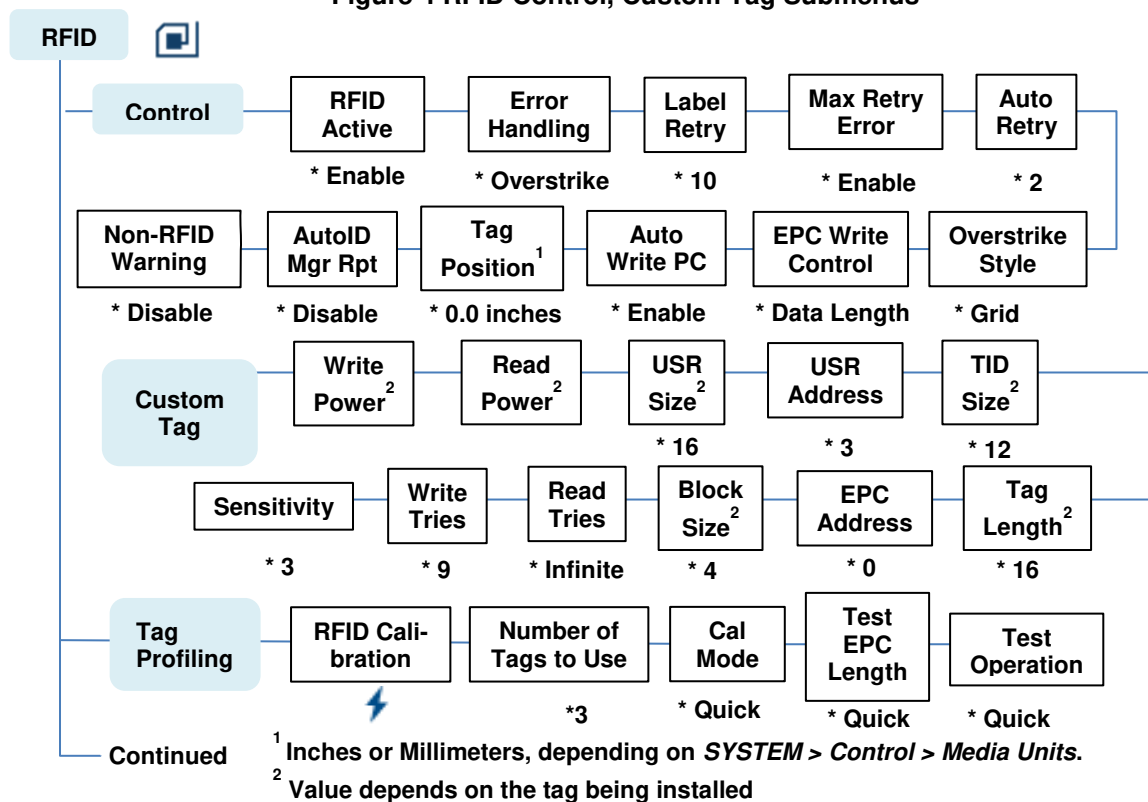 Figure 4 RFID Control, Custom Tag Submenus
RFID
Control
RFID
Active
Error
Handling
Label
Retry
Max Retry
Error
Auto
Retry
* Enable
* Overstrike
* 10
* Enable
* 2
Non-RFID
Warning
AutoID
Mgr Rpt
Tag
Position1
Auto
Write PC
EPC Write
Control
Overstrike
Style
* Disable
* Disable
* 0.0 inches
* Enable
* Data Length
* Grid
Custom
Tag
Write
Power2
Read
Power2
USR
Size2
USR
Address
TID
Size2
* 16
* 3
* 12
Sensitivity
Write
Tries
Read
Tries
Block
Size2
EPC
Address
Tag
Length2
* 3
* 9
* Infinite
* 4
* 0
* 16
Tag
Profiling
RFID Cali-
bration
Number of
Tags to Use
Cal
Mode
Test
EPC
Length
Test
Operation
*3
* Quick
* Quick
* Quick
Continued
1 Inches or Millimeters, depending on SYSTEM > Control > Media Units.
2 Value depends on the tag being installed